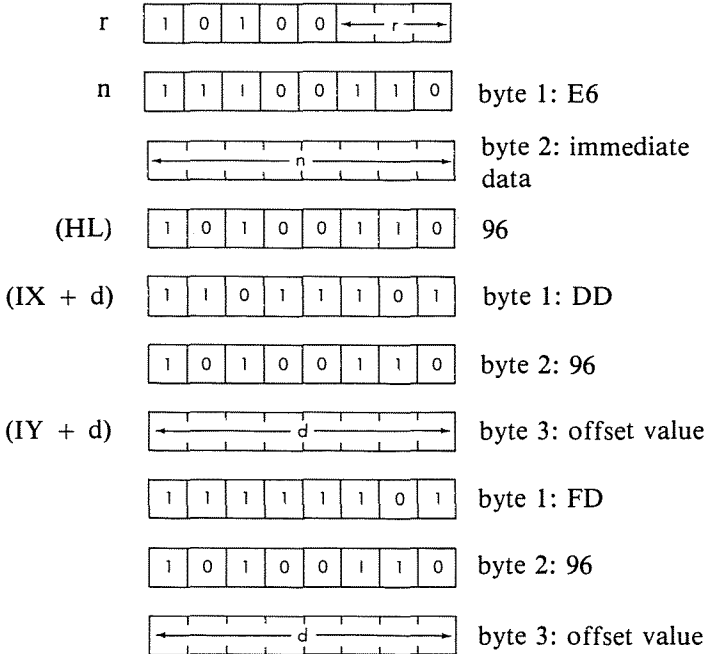 r 1 0 1 0 0 r
n 1 1 1 0 0 1 1 0 byte 1: E6
n byte 2: immediate
data
(HL) 1 0 1 0 0 1 1 0 96
(IX + d) 1 1 0 1 1 1 0 1 byte 1: DD
1 0 1 0 0 1 1 0 byte 2: 96
(IY + d) d byte 3: offset value
1 1 1 1 1 1 0 1 byte 1: FD
1 0 1 0 0 1 1 0 byte 2: 96
d byte 3: offset value